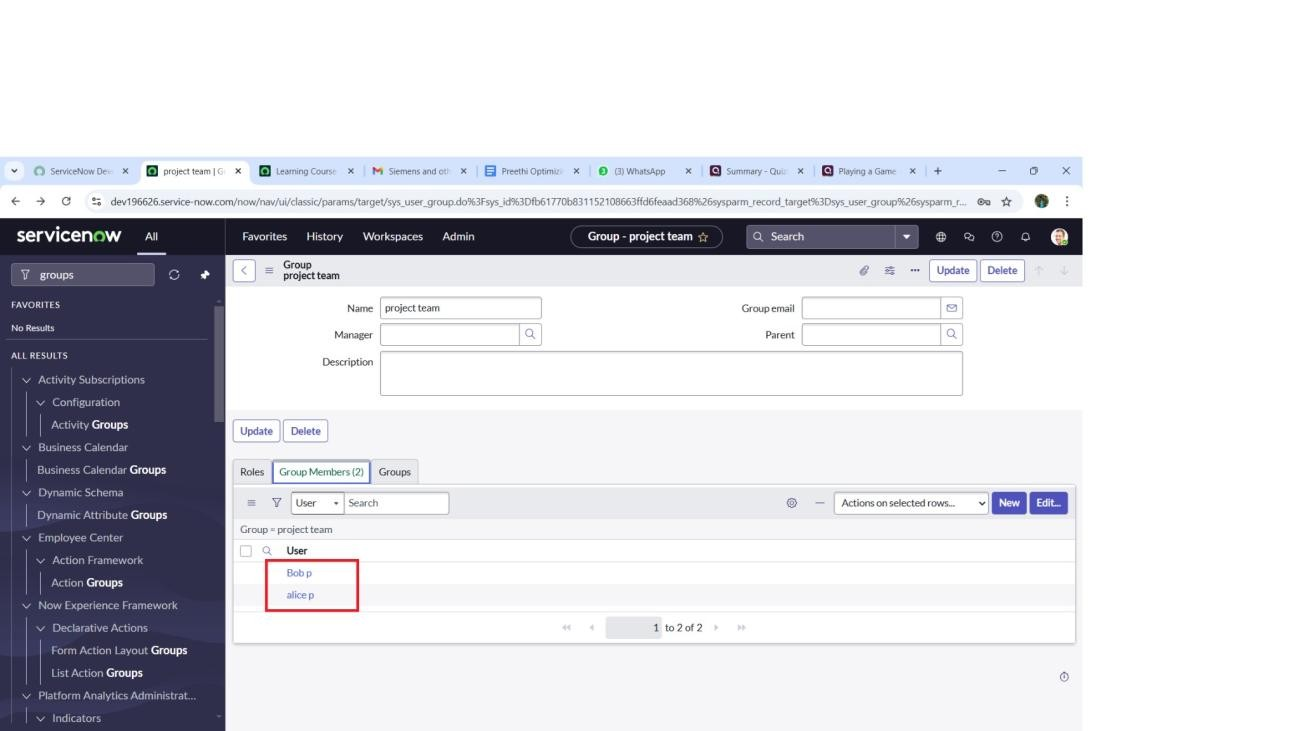 ServiceNow Dev
project team | G
Learning Course
Siemens and oth
Preethi Optimizi
(3) WhatsApp
Summary - Quiz
Playing a Game
dev196626.service-now.com/now/nav/ui/classic/params/target/sys_user_group.do%3Fsys_id%3Dfb61770b831152108663ffd6feaad368%26sysparm_record_target%3Dsys_user_group%26sysparm_r...
servicenow All Favorites History Workspaces Admin Group - project team Search
groups
FAVORITES
No Results
ALL RESULTS
Activity Subscriptions
Configuration
Activity Groups
Business Calendar
Business Calendar Groups
Dynamic Schema
Dynamic Attribute Groups
Employee Center
Action Framework
Action Groups
Now Experience Framework
Declarative Actions
Form Action Layout Groups
List Action Groups
Platform Analytics Administrat...
Indicators
Group
project team
Update Delete
Name project team
Group email
Manager
Parent
Description
Update Delete
Roles Group Members (2) Groups
User Search Actions on selected rows... New Edit...
Group = project team
User
Bob p
alice p
1 to 2 of 2